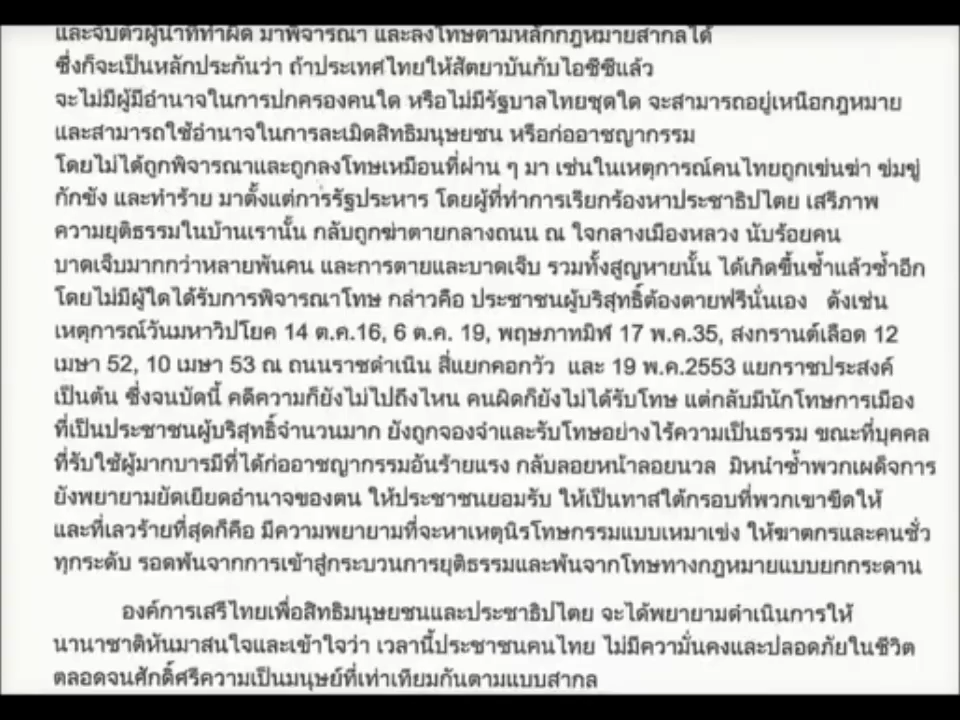 และจับตัวผู้นำที่ทำผิด มาพิจารณา และลงโทษตามหลักกฎหมายสากลได้
ซึ่งก็จะเป็นหลักประกันว่า ถ้าประเทศไทยให้สัตยาบันกับไอซีซีแล้ว
จะไม่มีผู้มีอำนาจในการปกครองคนใด หรือไม่มีรัฐบาลไทยชุดใด จะสามารถอยู่เหนือกฎหมาย
และสามารถใช้อำนาจในการละเมิดสิทธิมนุษยชน หรือก่ออาชญากรรม
โดยไม่ได้ถูกพิจารณาและถูกลงโทษเหมือนที่ผ่าน ๆ มา เช่นในเหตุการณ์คนไทยถูกเข่นฆ่า ข่มขู่
กักขัง และทำร้าย มาตั้งแต่การรัฐประหาร โดยผู้ที่ทำการเรียกร้องหาประชาธิปไตย เสรีภาพ
ความยุติธรรมในบ้านเรานั้น กลับถูกฆ่าตายกลางถนน ณ ใจกลางเมืองหลวง นับร้อยคน
บาดเจ็บมากกว่าหลายพันคน และการตายและบาดเจ็บ รวมทั้งสูญหายนั้น ได้เกิดขึ้นซ้ำแล้วซ้ำอีก
โดยไม่มีผู้ใดได้รับการพิจารณาโทษ กล่าวคือ ประชาชนผู้บริสุทธิ์ต้องตายฟรีนั่นเอง ดังเช่น
เหตุการณ์วันมหาวิปโยค 14 ต.ค.16, 6 ต.ค. 19, พฤษภาทมิฬ 17 พ.ค.35, สงกรานต์เลือด 12
เมษา 52, 10 เมษา 53 ณ ถนนราชดำเนิน สี่แยกคอกวัว และ 19 พ.ค.2553 แยกราชประสงค์
เป็นต้น ซึ่งจนบัดนี้ คดีความก็ยังไม่ไปถึงไหน คนผิดก็ยังไม่ได้รับโทษ แต่กลับมีนักโทษการเมือง
ที่เป็นประชาชนผู้บริสุทธิ์จำนวนมาก ยังถูกจองจำและรับโทษอย่างไร้ความเป็นธรรม ขณะที่บุคคล
ที่รับใช้ผู้มากบารมีที่ได้ก่ออาชญากรรมอันร้ายแรง กลับลอยหน้าลอยนวล มิหนำซ้ำพวกเผด็จการ
ยังพยายามยัดเยียดอำนาจของตน ให้ประชาชนยอมรับ ให้เป็นทาสใต้กรอบที่พวกเขาขีดให้
และที่เลวร้ายที่สุดก็คือ มีความพยายามที่จะหาเหตุนิรโทษกรรมแบบเหมาเข่ง ให้ฆาตกรและคนชั่ว
ทุกระดับ รอดพ้นจากการเข้าสู่กระบวนการยุติธรรมและพ้นจากโทษทางกฎหมายแบบยกกระดาน
องค์การเสรีไทยเพื่อสิทธิมนุษยชนและประชาธิปไตย จะได้พยายามดำเนินการให้
นานาชาติหันมาสนใจและเข้าใจว่า เวลานี้ประชาชนคนไทย ไม่มีความั่นคงและปลอดภัยในชีวิต
ตลอดจนศักดิ์ศรีความเป็นมนุษย์ที่เท่าเทียมกันตามแบบสากล